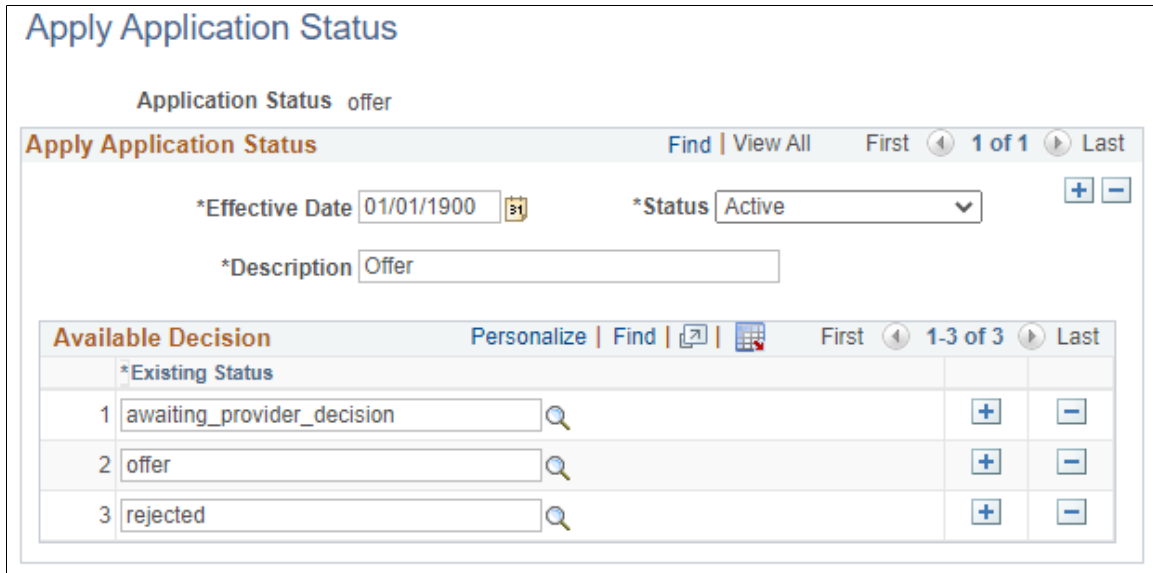 Apply Application Status
Application Status offer
Apply Application Status Find | View All First 1 of 1 Last
*Effective Date 01/01/1900 31 *Status Active
*Description Offer
Available Decision Personalize | Find | | First 1-3 of 3 Last
*Existing Status
1 awaiting_provider_decision
2 offer
3 rejected